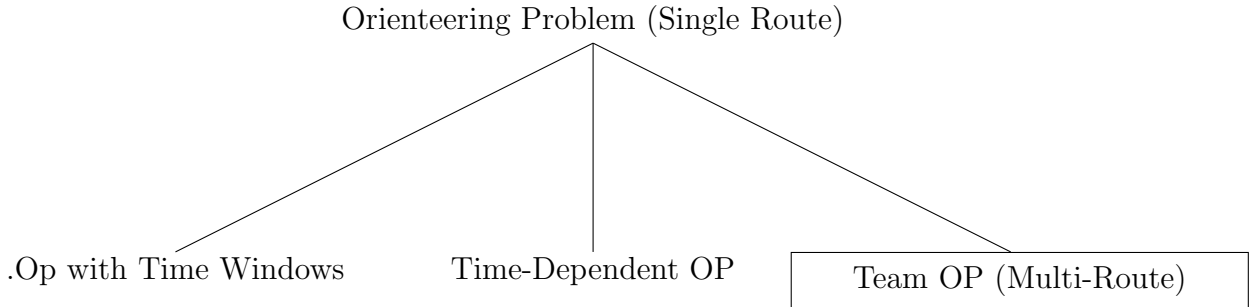 Orienteering Problem (Single Route)
.Op with Time Windows
Time-Dependent OP
Team OP (Multi-Route)